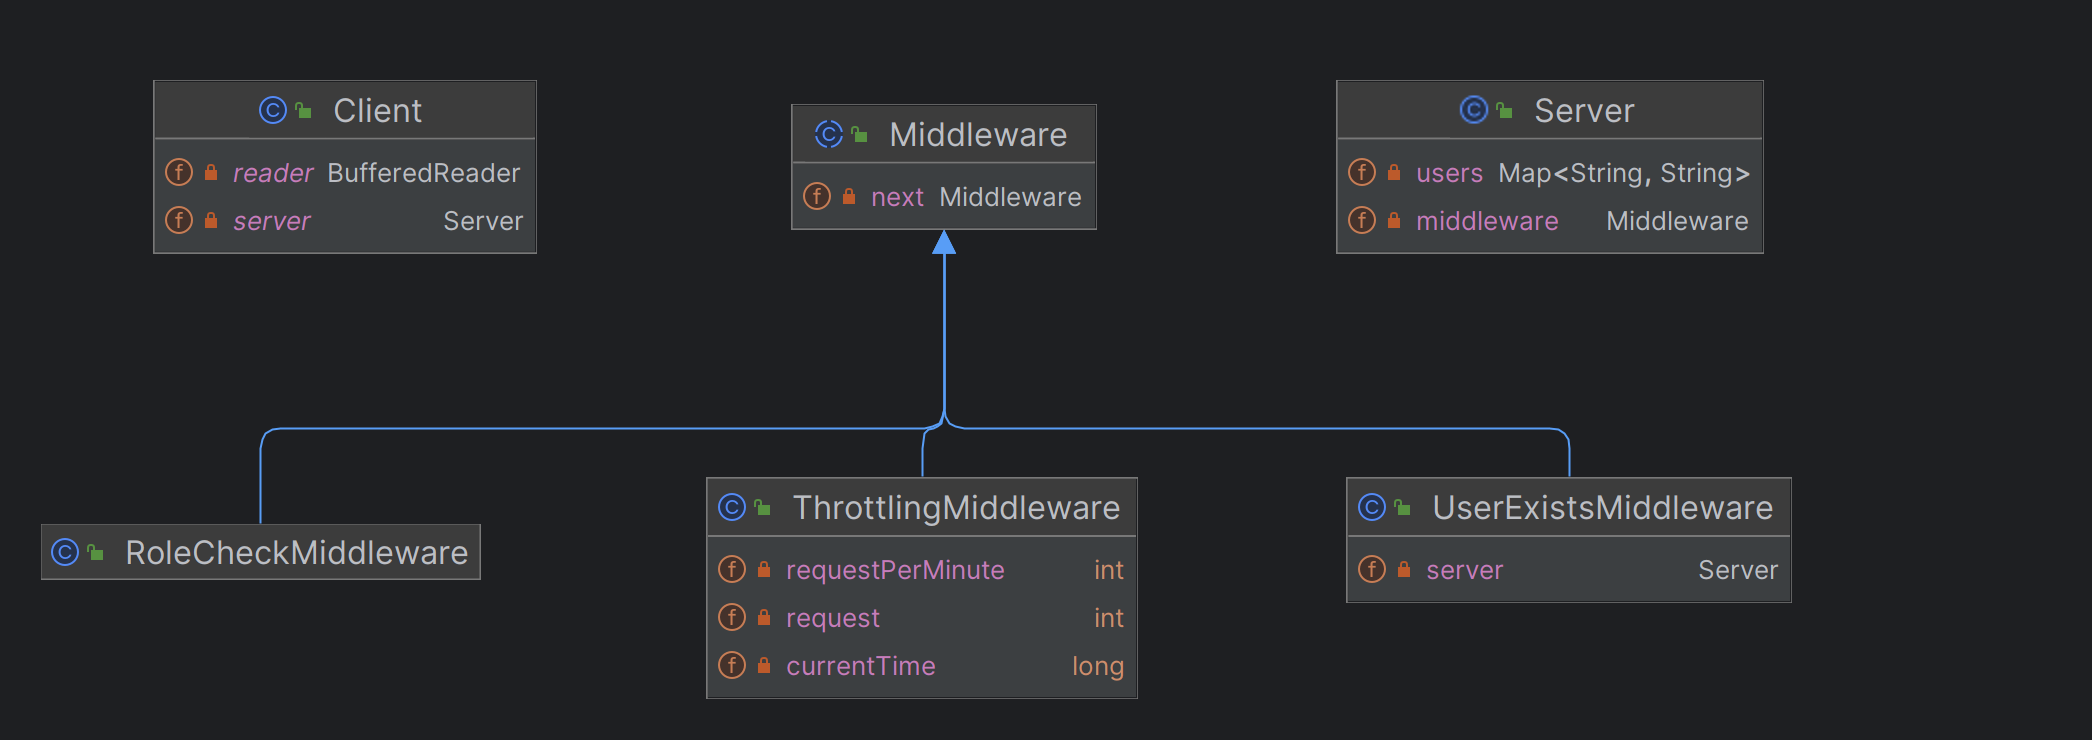 Client
reader BufferedReader
server Server
Middleware
next Middleware
Server
users Map<String, String>
middleware Middleware
RoleCheckMiddleware
ThrottlingMiddleware
requestPerMinute int
request int
currentTime long
UserExistsMiddleware
server Server